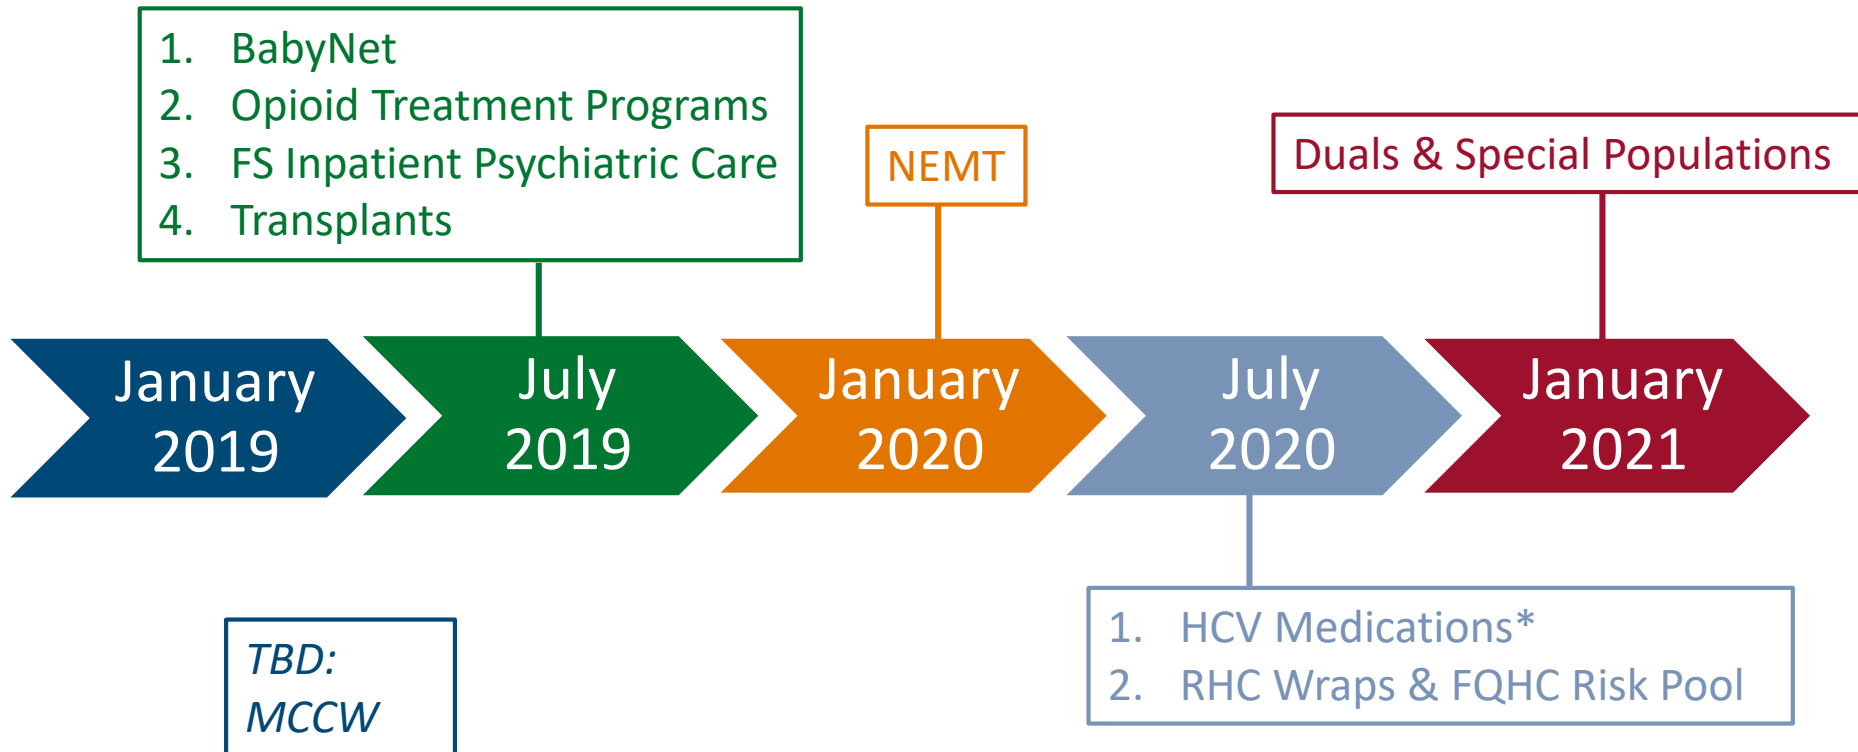 1. BabyNet
2. Opioid Treatment Programs
3. FS Inpatient Psychiatric Care
4. Transplants
NEMT
Duals & Special Populations
January
2019
July
2019
January
2020
July
2020
January
2021
TBD:
MCCW
1. HCV Medications*
2. RHC Wraps & FQHC Risk Pool